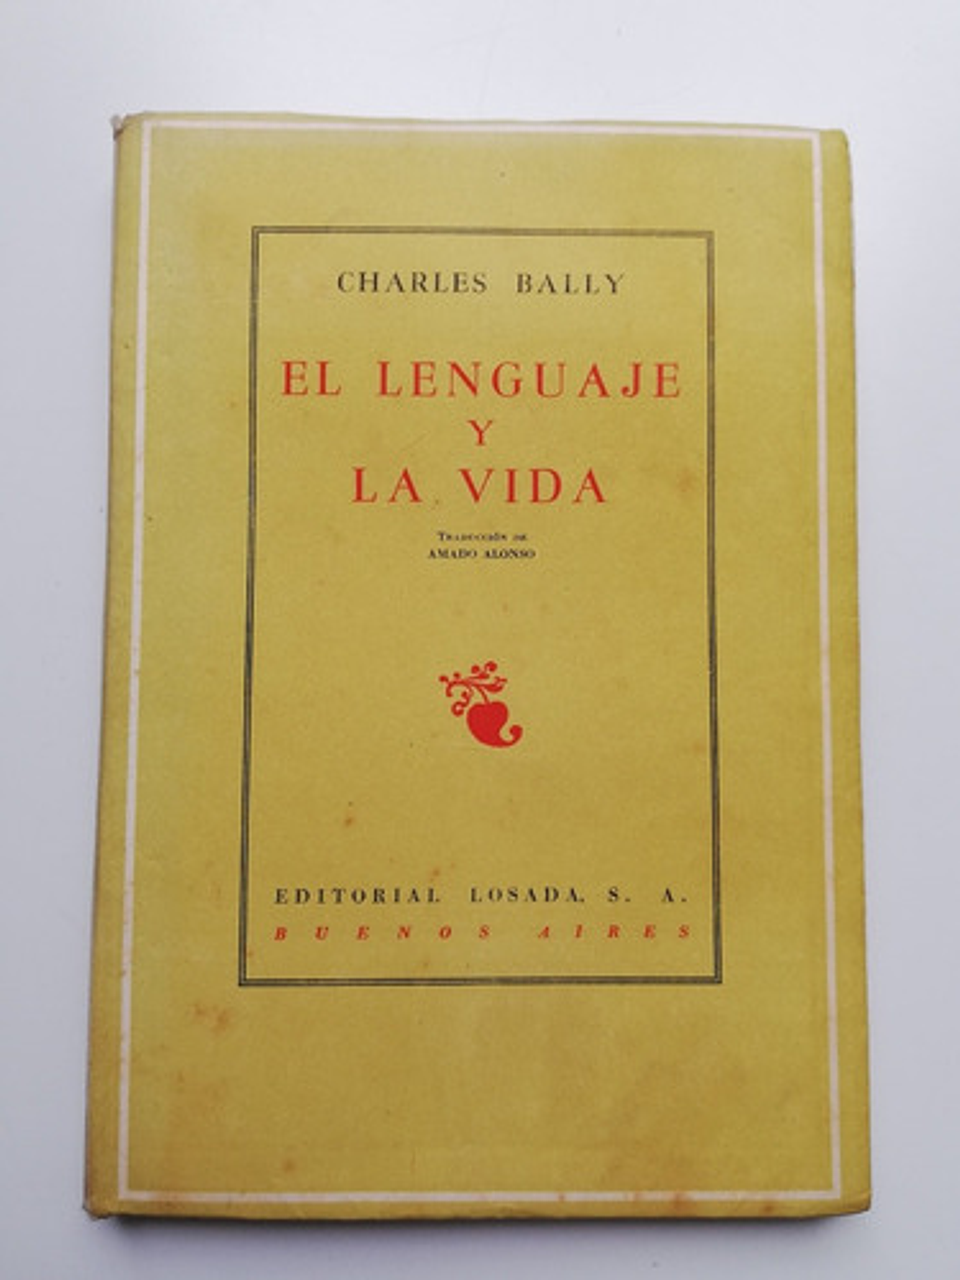 CHARLES BALLY
EL LENGUAJE
Y
LA VIDA
TRADUCCIÓN DE
AMADO ALONSO
EDITORIAL LOSADA, S. A.
BUENOS AIRES